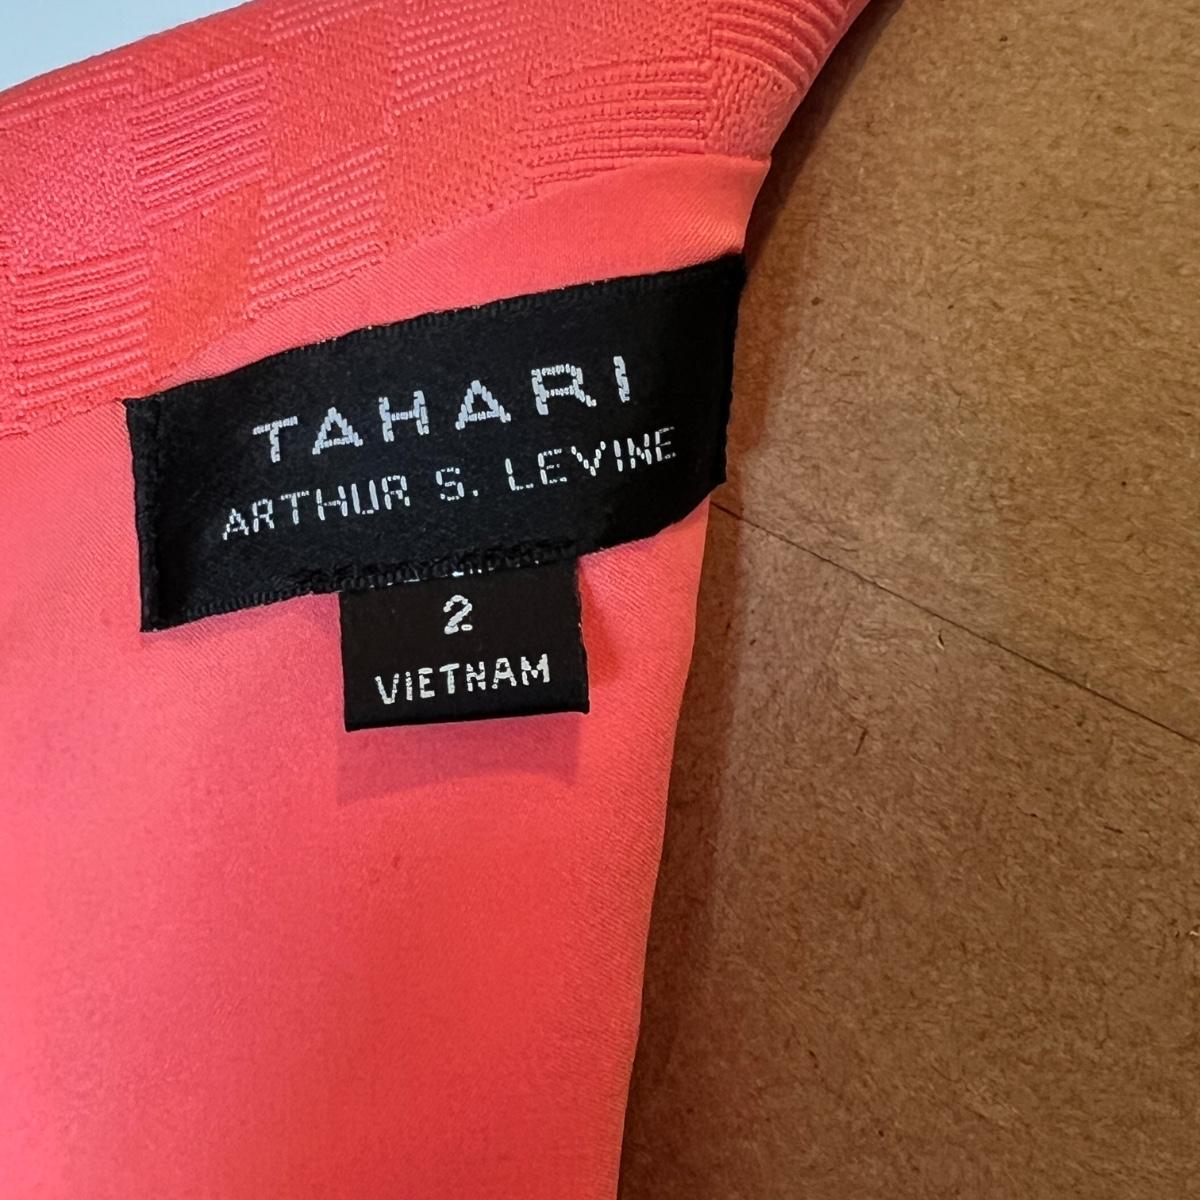 TAHARI
ARTHUR S. LEVINE
2
VIETNAM